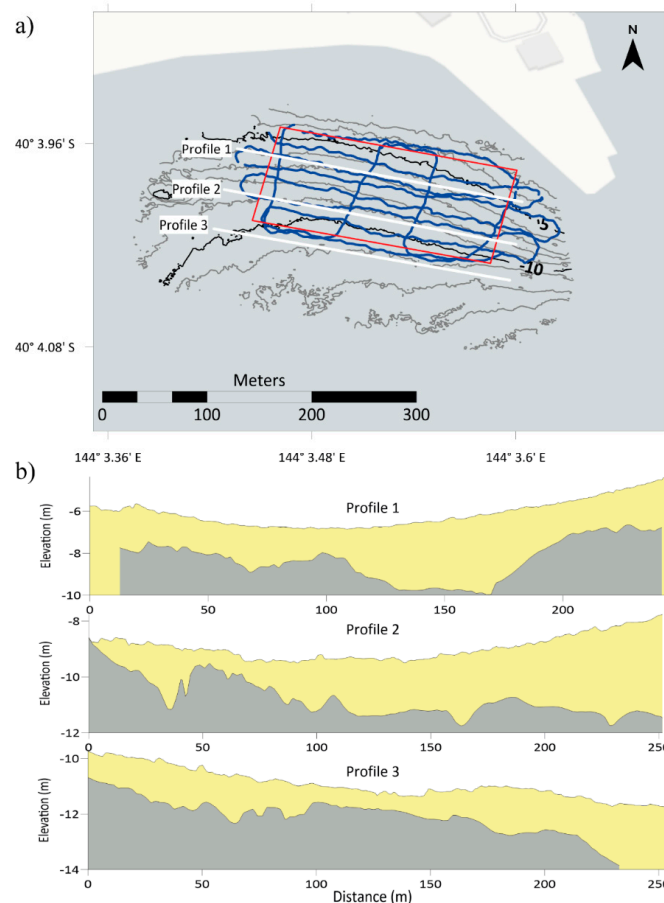 a)
N
40° 3.96' S
Profile 1
Profile 2
Profile 3
-5
-10
40° 4.08' S
Meters
0 100 200 300
144° 3.36' E 144° 3.48' E 144° 3.6' E
b)
Profile 1
Elevation (m)
-6
-8
-10
0 50 100 150 200
Profile 2
Elevation (m)
-8
-10
-12
0 50 100 150 200 250
Profile 3
Elevation (m)
-10
-12
-14
0 50 100 150 200 250
Distance (m)